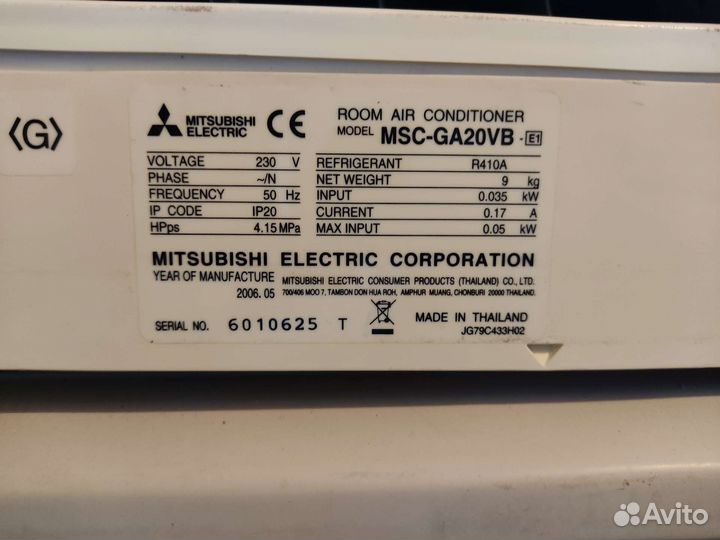 ⟨G⟩
MITSUBISHI ELECTRIC CE
ROOM AIR CONDITIONER
MODEL MSC-GA20VB - E1
VOLTAGE 230 V
PHASE ~/N
FREQUENCY 50 Hz
IP CODE IP20
HPps 4.15 MPa
REFRIGERANT R410A
NET WEIGHT 9 kg
INPUT 0.035 kW
CURRENT 0.17 A
MAX INPUT 0.05 kW
MITSUBISHI ELECTRIC CORPORATION
YEAR OF MANUFACTURE
2006.05
MITSUBISHI ELECTRIC CONSUMER PRODUCTS (THAILAND) CO., LTD.
700/406 MOO 7, TAMBON DON HUA ROH, AMPHUR MUANG, CHONBURI 20000 THAILAND.
SERIAL NO. 6010625 T
MADE IN THAILAND
JG79C433H02
Avito